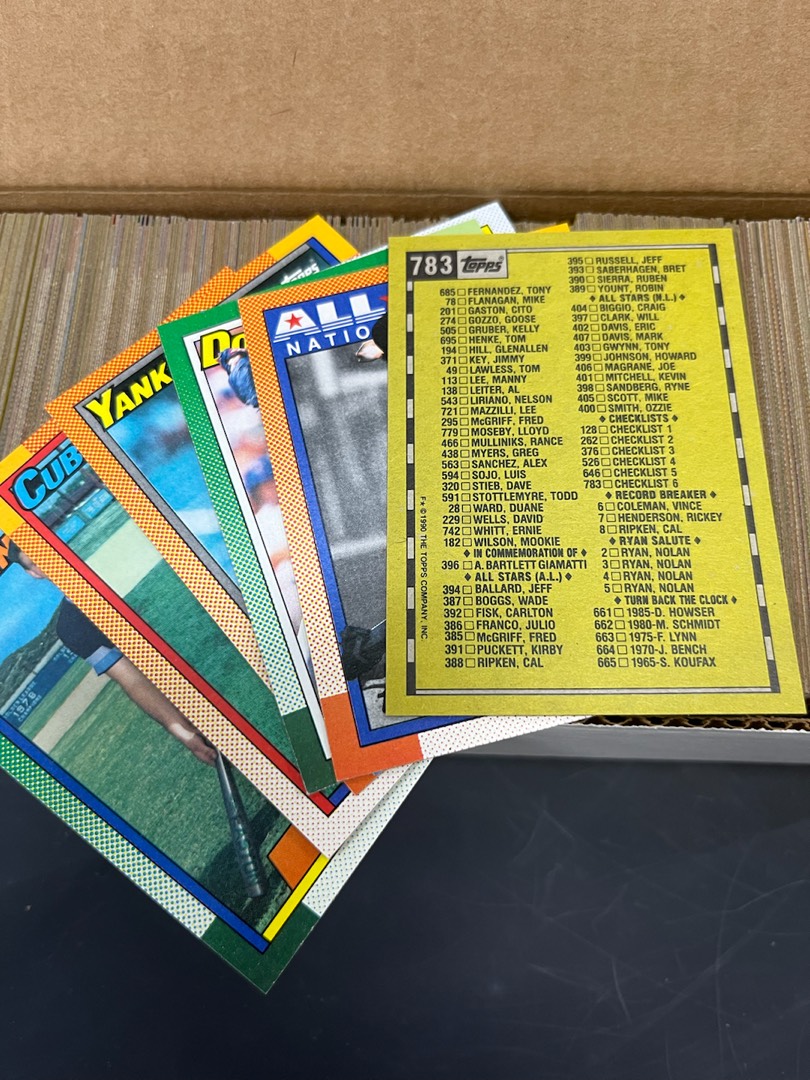 783 topps
685 ☐ FERNANDEZ, TONY
78 ☐ FLANAGAN, MIKE
201 ☐ GASTON, CITO
274 ☐ GOZZO, GOOSE
505 ☐ GRUBER, KELLY
695 ☐ HENKE, TOM
194 ☐ HILL, GLENALLEN
371 ☐ KEY, JIMMY
49 ☐ LAWLESS, TOM
113 ☐ LEE, MANNY
138 ☐ LEITER, AL
543 ☐ LIRIANO, NELSON
721 ☐ MAZZILLI, LEE
295 ☐ McGRIFF, FRED
779 ☐ MOSEBY, LLOYD
466 ☐ MULLINIKS, RANCE
438 ☐ MYERS, GREG
563 ☐ SANCHEZ, ALEX
594 ☐ SOJO, LUIS
320 ☐ STIEB, DAVE
591 ☐ STOTTLEMYRE, TODD
28 ☐ WARD, DUANE
229 ☐ WELLS, DAVID
742 ☐ WHITT, ERNIE
182 ☐ WILSON, MOOKIE
♦ IN COMMEMORATION OF ♦
396 ☐ A. BARTLETT GIAMATTI
♦ ALL STARS (A.L.) ♦
394 ☐ BALLARD, JEFF
387 ☐ BOGGS, WADE
392 ☐ FISK, CARLTON
386 ☐ FRANCO, JULIO
385 ☐ McGRIFF, FRED
391 ☐ PUCKETT, KIRBY
388 ☐ RIPKEN, CAL
395 ☐ RUSSELL, JEFF
393 ☐ SABERHAGEN, BRET
390 ☐ SIERRA, RUBEN
389 ☐ YOUNT, ROBIN
♦ ALL STARS (N.L.) ♦
404 ☐ BIGGIO, CRAIG
397 ☐ CLARK, WILL
402 ☐ DAVIS, ERIC
407 ☐ DAVIS, MARK
403 ☐ GWYNN, TONY
399 ☐ JOHNSON, HOWARD
406 ☐ MAGRANE, JOE
401 ☐ MITCHELL, KEVIN
398 ☐ SANDBERG, RYNE
405 ☐ SCOTT, MIKE
400 ☐ SMITH, OZZIE
♦ CHECKLISTS ♦
128 ☐ CHECKLIST 1
262 ☐ CHECKLIST 2
376 ☐ CHECKLIST 3
526 ☐ CHECKLIST 4
646 ☐ CHECKLIST 5
783 ☐ CHECKLIST 6
♦ RECORD BREAKER ♦
6 ☐ COLEMAN, VINCE
7 ☐ HENDERSON, RICKEY
8 ☐ RIPKEN, CAL
♦ RYAN SALUTE ♦
2 ☐ RYAN, NOLAN
3 ☐ RYAN, NOLAN
4 ☐ RYAN, NOLAN
5 ☐ RYAN, NOLAN
♦ TURN BACK THE CLOCK ♦
661 ☐ 1985-D. HOWSER
662 ☐ 1980-M. SCHMIDT
663 ☐ 1975-F. LYNN
664 ☐ 1970-J. BENCH
665 ☐ 1965-S. KOUFAX
F* © 1990 THE TOPPS COMPANY, INC.
ALL
NATIO
DO
YANK
topps
CUB
1978